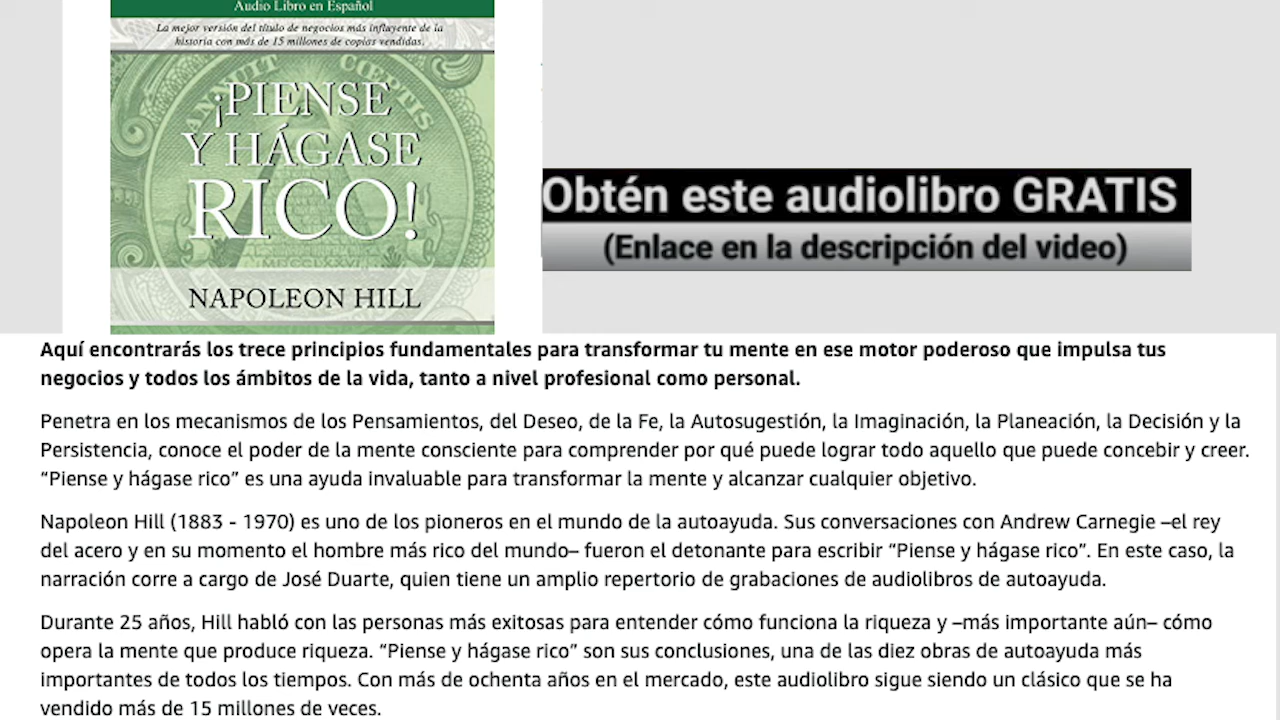 Audio Libro en Español
La mejor versión del título de negocios más influyente de la
historia con más de 15 millones de copias vendidas.
ANNUIT CŒPTIS
¡PIENSE
Y HÁGASE
RICO!
MDCCLXXVI
NAPOLEON HILL
Obtén este audiolibro GRATIS
(Enlace en la descripción del video)
Aquí encontrarás los trece principios fundamentales para transformar tu mente en ese motor poderoso que impulsa tus
negocios y todos los ámbitos de la vida, tanto a nivel profesional como personal.
Penetra en los mecanismos de los Pensamientos, del Deseo, de la Fe, la Autosugestión, la Imaginación, la Planeación, la Decisión y la
Persistencia, conoce el poder de la mente consciente para comprender por qué puede lograr todo aquello que puede concebir y creer.
“Piense y hágase rico” es una ayuda invaluable para transformar la mente y alcanzar cualquier objetivo.
Napoleon Hill (1883 - 1970) es uno de los pioneros en el mundo de la autoayuda. Sus conversaciones con Andrew Carnegie –el rey
del acero y en su momento el hombre más rico del mundo– fueron el detonante para escribir “Piense y hágase rico”. En este caso, la
narración corre a cargo de José Duarte, quien tiene un amplio repertorio de grabaciones de audiolibros de autoayuda.
Durante 25 años, Hill habló con las personas más exitosas para entender cómo funciona la riqueza y –más importante aún– cómo
opera la mente que produce riqueza. “Piense y hágase rico” son sus conclusiones, una de las diez obras de autoayuda más
importantes de todos los tiempos. Con más de ochenta años en el mercado, este audiolibro sigue siendo un clásico que se ha
vendido más de 15 millones de veces.